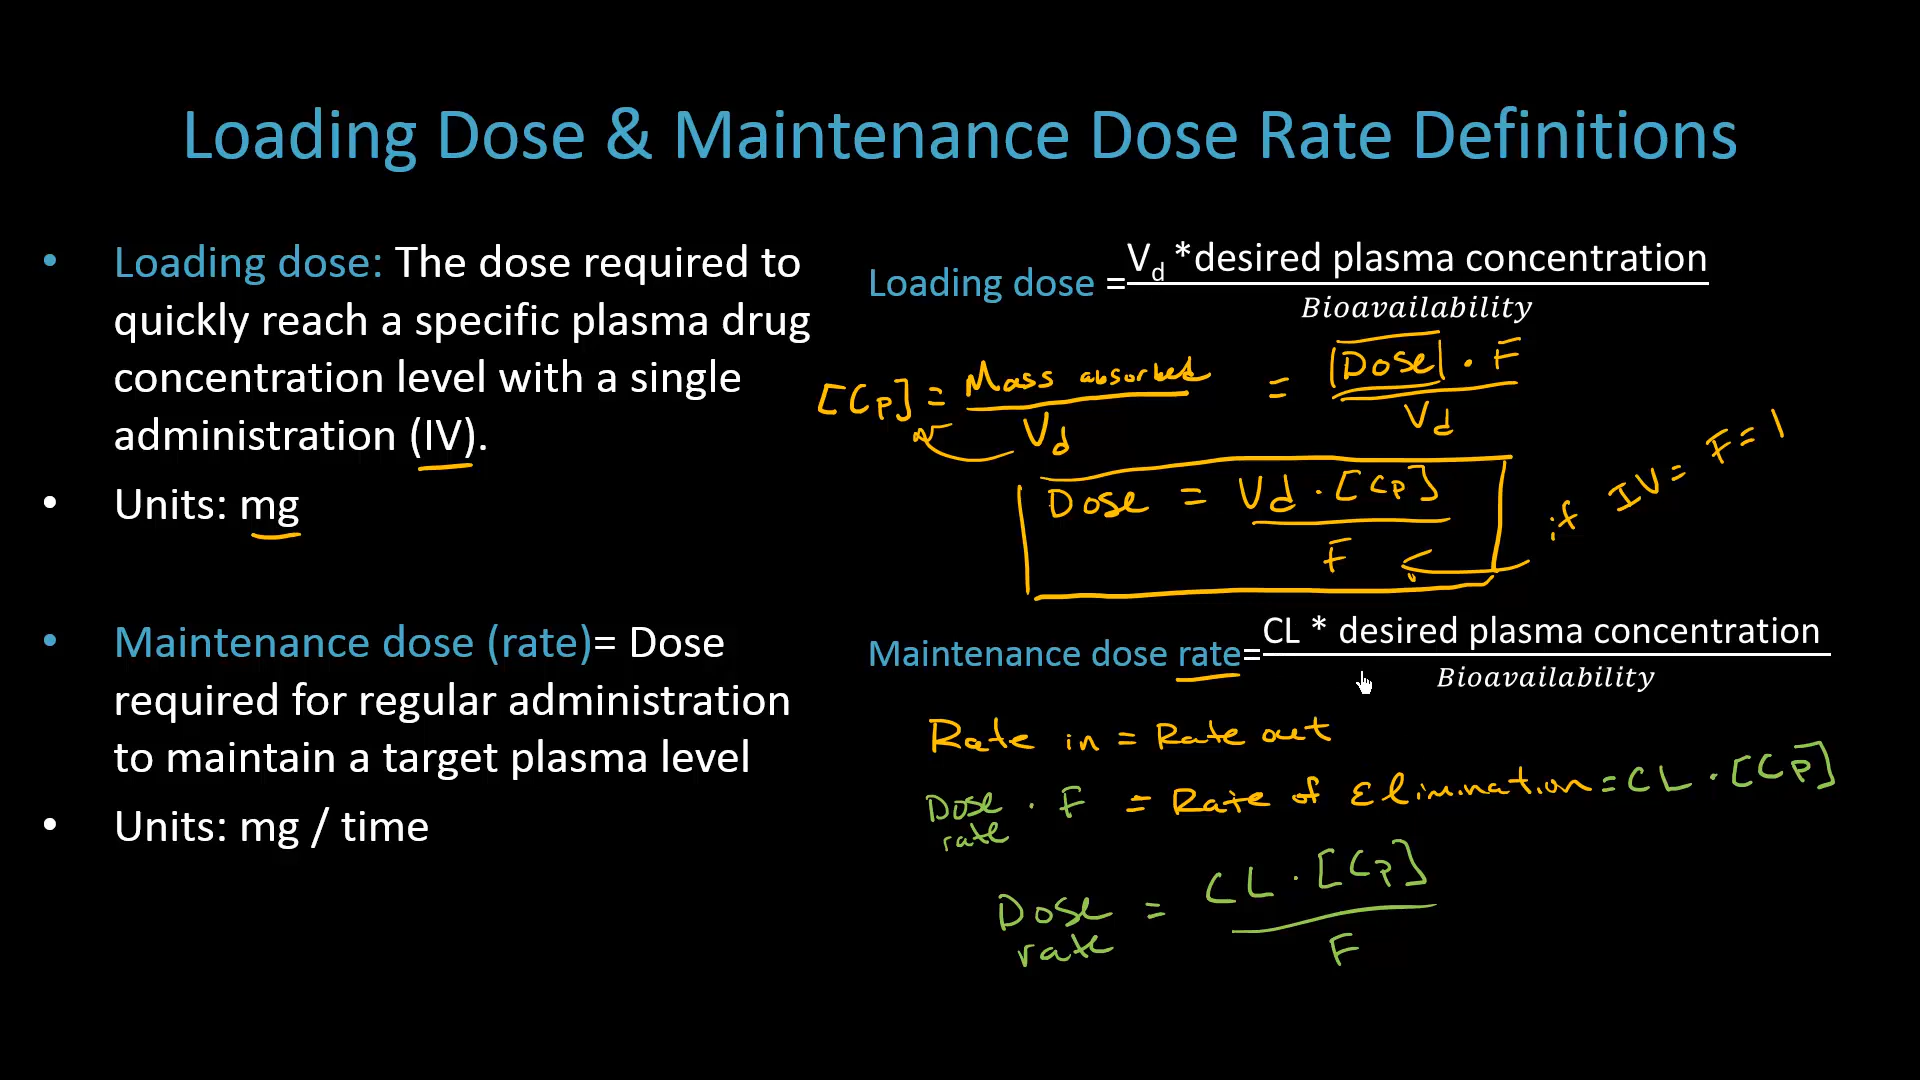 Loading Dose & Maintenance Dose Rate Definitions
• Loading dose: The dose required to
quickly reach a specific plasma drug
concentration level with a single
administration (IV).
• Units: mg
• Maintenance dose (rate)= Dose
required for regular administration
to maintain a target plasma level
• Units: mg / time
Loading dose = Vd *desired plasma concentration
Bioavailability
[Cp] = Mass absorbed / Vd = Dose · F / Vd
Dose = Vd · [Cp] / F
if IV = F = 1
Maintenance dose rate= CL * desired plasma concentration
Bioavailability
Rate in = Rate out
Dose rate · F = Rate of Elimination = CL · [Cp]
Dose rate = CL · [Cp] / F